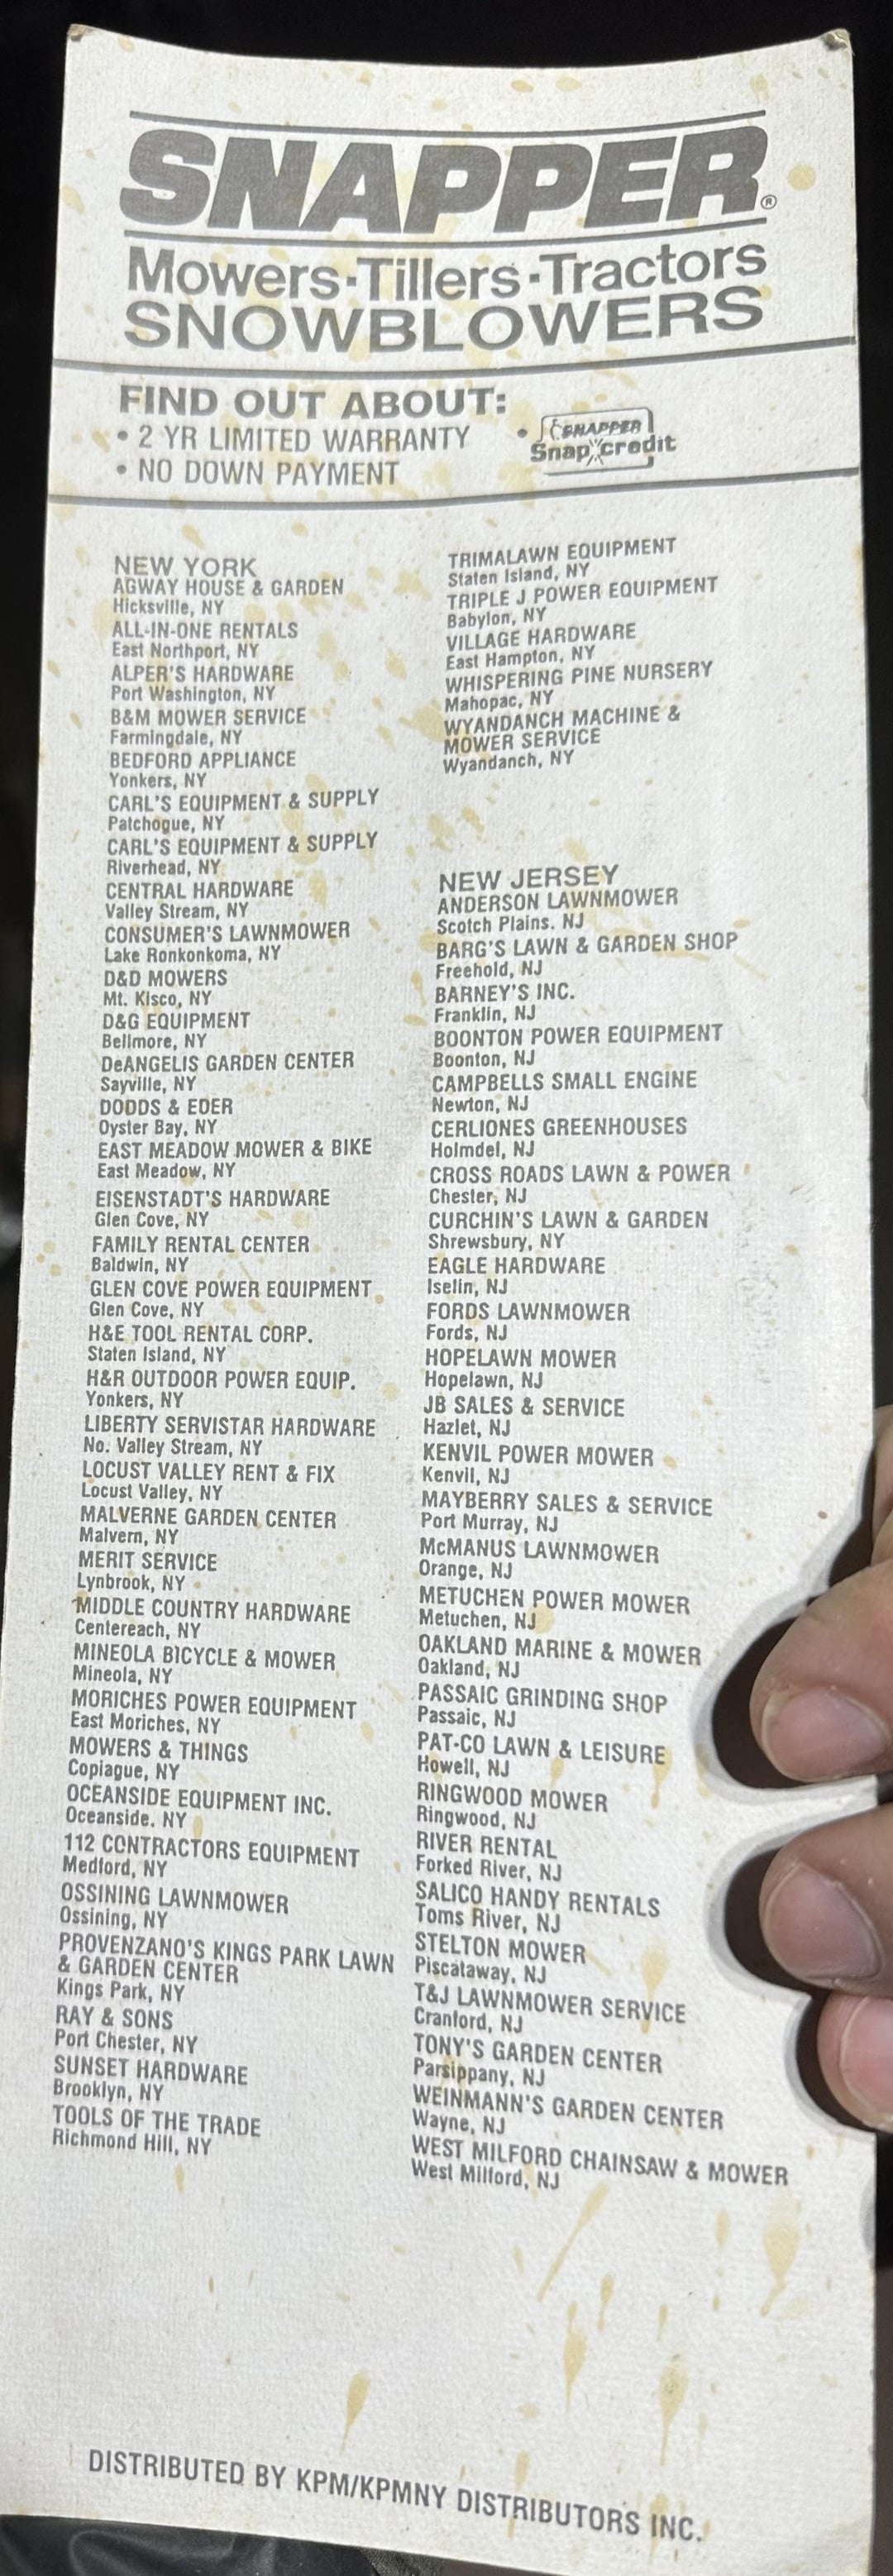 SNAPPER®
Mowers·Tillers·Tractors
SNOWBLOWERS
FIND OUT ABOUT:
• 2 YR LIMITED WARRANTY
• NO DOWN PAYMENT
• SNAPPER
Snap credit
NEW YORK
AGWAY HOUSE & GARDEN
Hicksville, NY
ALL-IN-ONE RENTALS
East Northport, NY
ALPER'S HARDWARE
Port Washington, NY
B&M MOWER SERVICE
Farmingdale, NY
BEDFORD APPLIANCE
Yonkers, NY
CARL'S EQUIPMENT & SUPPLY
Patchogue, NY
CARL'S EQUIPMENT & SUPPLY
Riverhead, NY
CENTRAL HARDWARE
Valley Stream, NY
CONSUMER'S LAWNMOWER
Lake Ronkonkoma, NY
D&D MOWERS
Mt. Kisco, NY
D&G EQUIPMENT
Bellmore, NY
DeANGELIS GARDEN CENTER
Sayville, NY
DODDS & EDER
Oyster Bay, NY
EAST MEADOW MOWER & BIKE
East Meadow, NY
EISENSTADT'S HARDWARE
Glen Cove, NY
FAMILY RENTAL CENTER
Baldwin, NY
GLEN COVE POWER EQUIPMENT
Glen Cove, NY
H&E TOOL RENTAL CORP.
Staten Island, NY
H&R OUTDOOR POWER EQUIP.
Yonkers, NY
LIBERTY SERVISTAR HARDWARE
No. Valley Stream, NY
LOCUST VALLEY RENT & FIX
Locust Valley, NY
MALVERNE GARDEN CENTER
Malvern, NY
MERIT SERVICE
Lynbrook, NY
MIDDLE COUNTRY HARDWARE
Centereach, NY
MINEOLA BICYCLE & MOWER
Mineola, NY
MORICHES POWER EQUIPMENT
East Moriches, NY
MOWERS & THINGS
Copiague, NY
OCEANSIDE EQUIPMENT INC.
Oceanside. NY
112 CONTRACTORS EQUIPMENT
Medford, NY
OSSINING LAWNMOWER
Ossining, NY
PROVENZANO'S KINGS PARK LAWN
& GARDEN CENTER
Kings Park, NY
RAY & SONS
Port Chester, NY
SUNSET HARDWARE
Brooklyn, NY
TOOLS OF THE TRADE
Richmond Hill, NY
TRIMALAWN EQUIPMENT
Staten Island, NY
TRIPLE J POWER EQUIPMENT
Babylon, NY
VILLAGE HARDWARE
East Hampton, NY
WHISPERING PINE NURSERY
Mahopac, NY
WYANDANCH MACHINE &
MOWER SERVICE
Wyandanch, NY
NEW JERSEY
ANDERSON LAWNMOWER
Scotch Plains. NJ
BARG'S LAWN & GARDEN SHOP
Freehold, NJ
BARNEY'S INC.
Franklin, NJ
BOONTON POWER EQUIPMENT
Boonton, NJ
CAMPBELLS SMALL ENGINE
Newton, NJ
CERLIONES GREENHOUSES
Holmdel, NJ
CROSS ROADS LAWN & POWER
Chester, NJ
CURCHIN'S LAWN & GARDEN
Shrewsbury, NY
EAGLE HARDWARE
Iselin, NJ
FORDS LAWNMOWER
Fords, NJ
HOPELAWN MOWER
Hopelawn, NJ
JB SALES & SERVICE
Hazlet, NJ
KENVIL POWER MOWER
Kenvil, NJ
MAYBERRY SALES & SERVICE
Port Murray, NJ
McMANUS LAWNMOWER
Orange, NJ
METUCHEN POWER MOWER
Metuchen, NJ
OAKLAND MARINE & MOWER
Oakland, NJ
PASSAIC GRINDING SHOP
Passaic, NJ
PAT-CO LAWN & LEISURE
Howell, NJ
RINGWOOD MOWER
Ringwood, NJ
RIVER RENTAL
Forked River, NJ
SALICO HANDY RENTALS
Toms River, NJ
STELTON MOWER
Piscataway, NJ
T&J LAWNMOWER SERVICE
Cranford, NJ
TONY'S GARDEN CENTER
Parsippany, NJ
WEINMANN'S GARDEN CENTER
Wayne, NJ
WEST MILFORD CHAINSAW & MOWER
West Milford, NJ
DISTRIBUTED BY KPM/KPMNY DISTRIBUTORS INC.